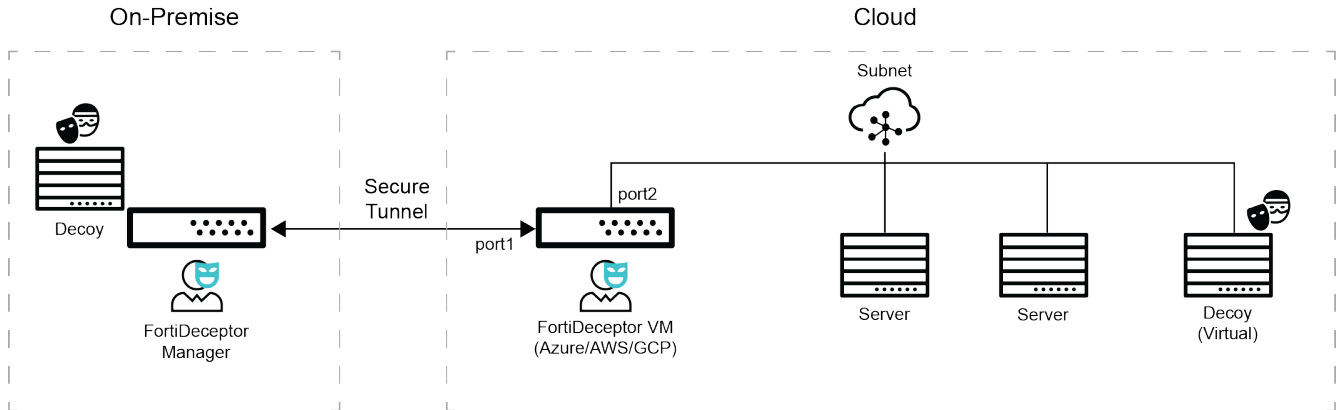 On-Premise
Cloud
Subnet
Secure
Tunnel
port2
port1
Decoy
FortiDeceptor
Manager
FortiDeceptor VM
(Azure/AWS/GCP)
Server
Server
Decoy
(Virtual)